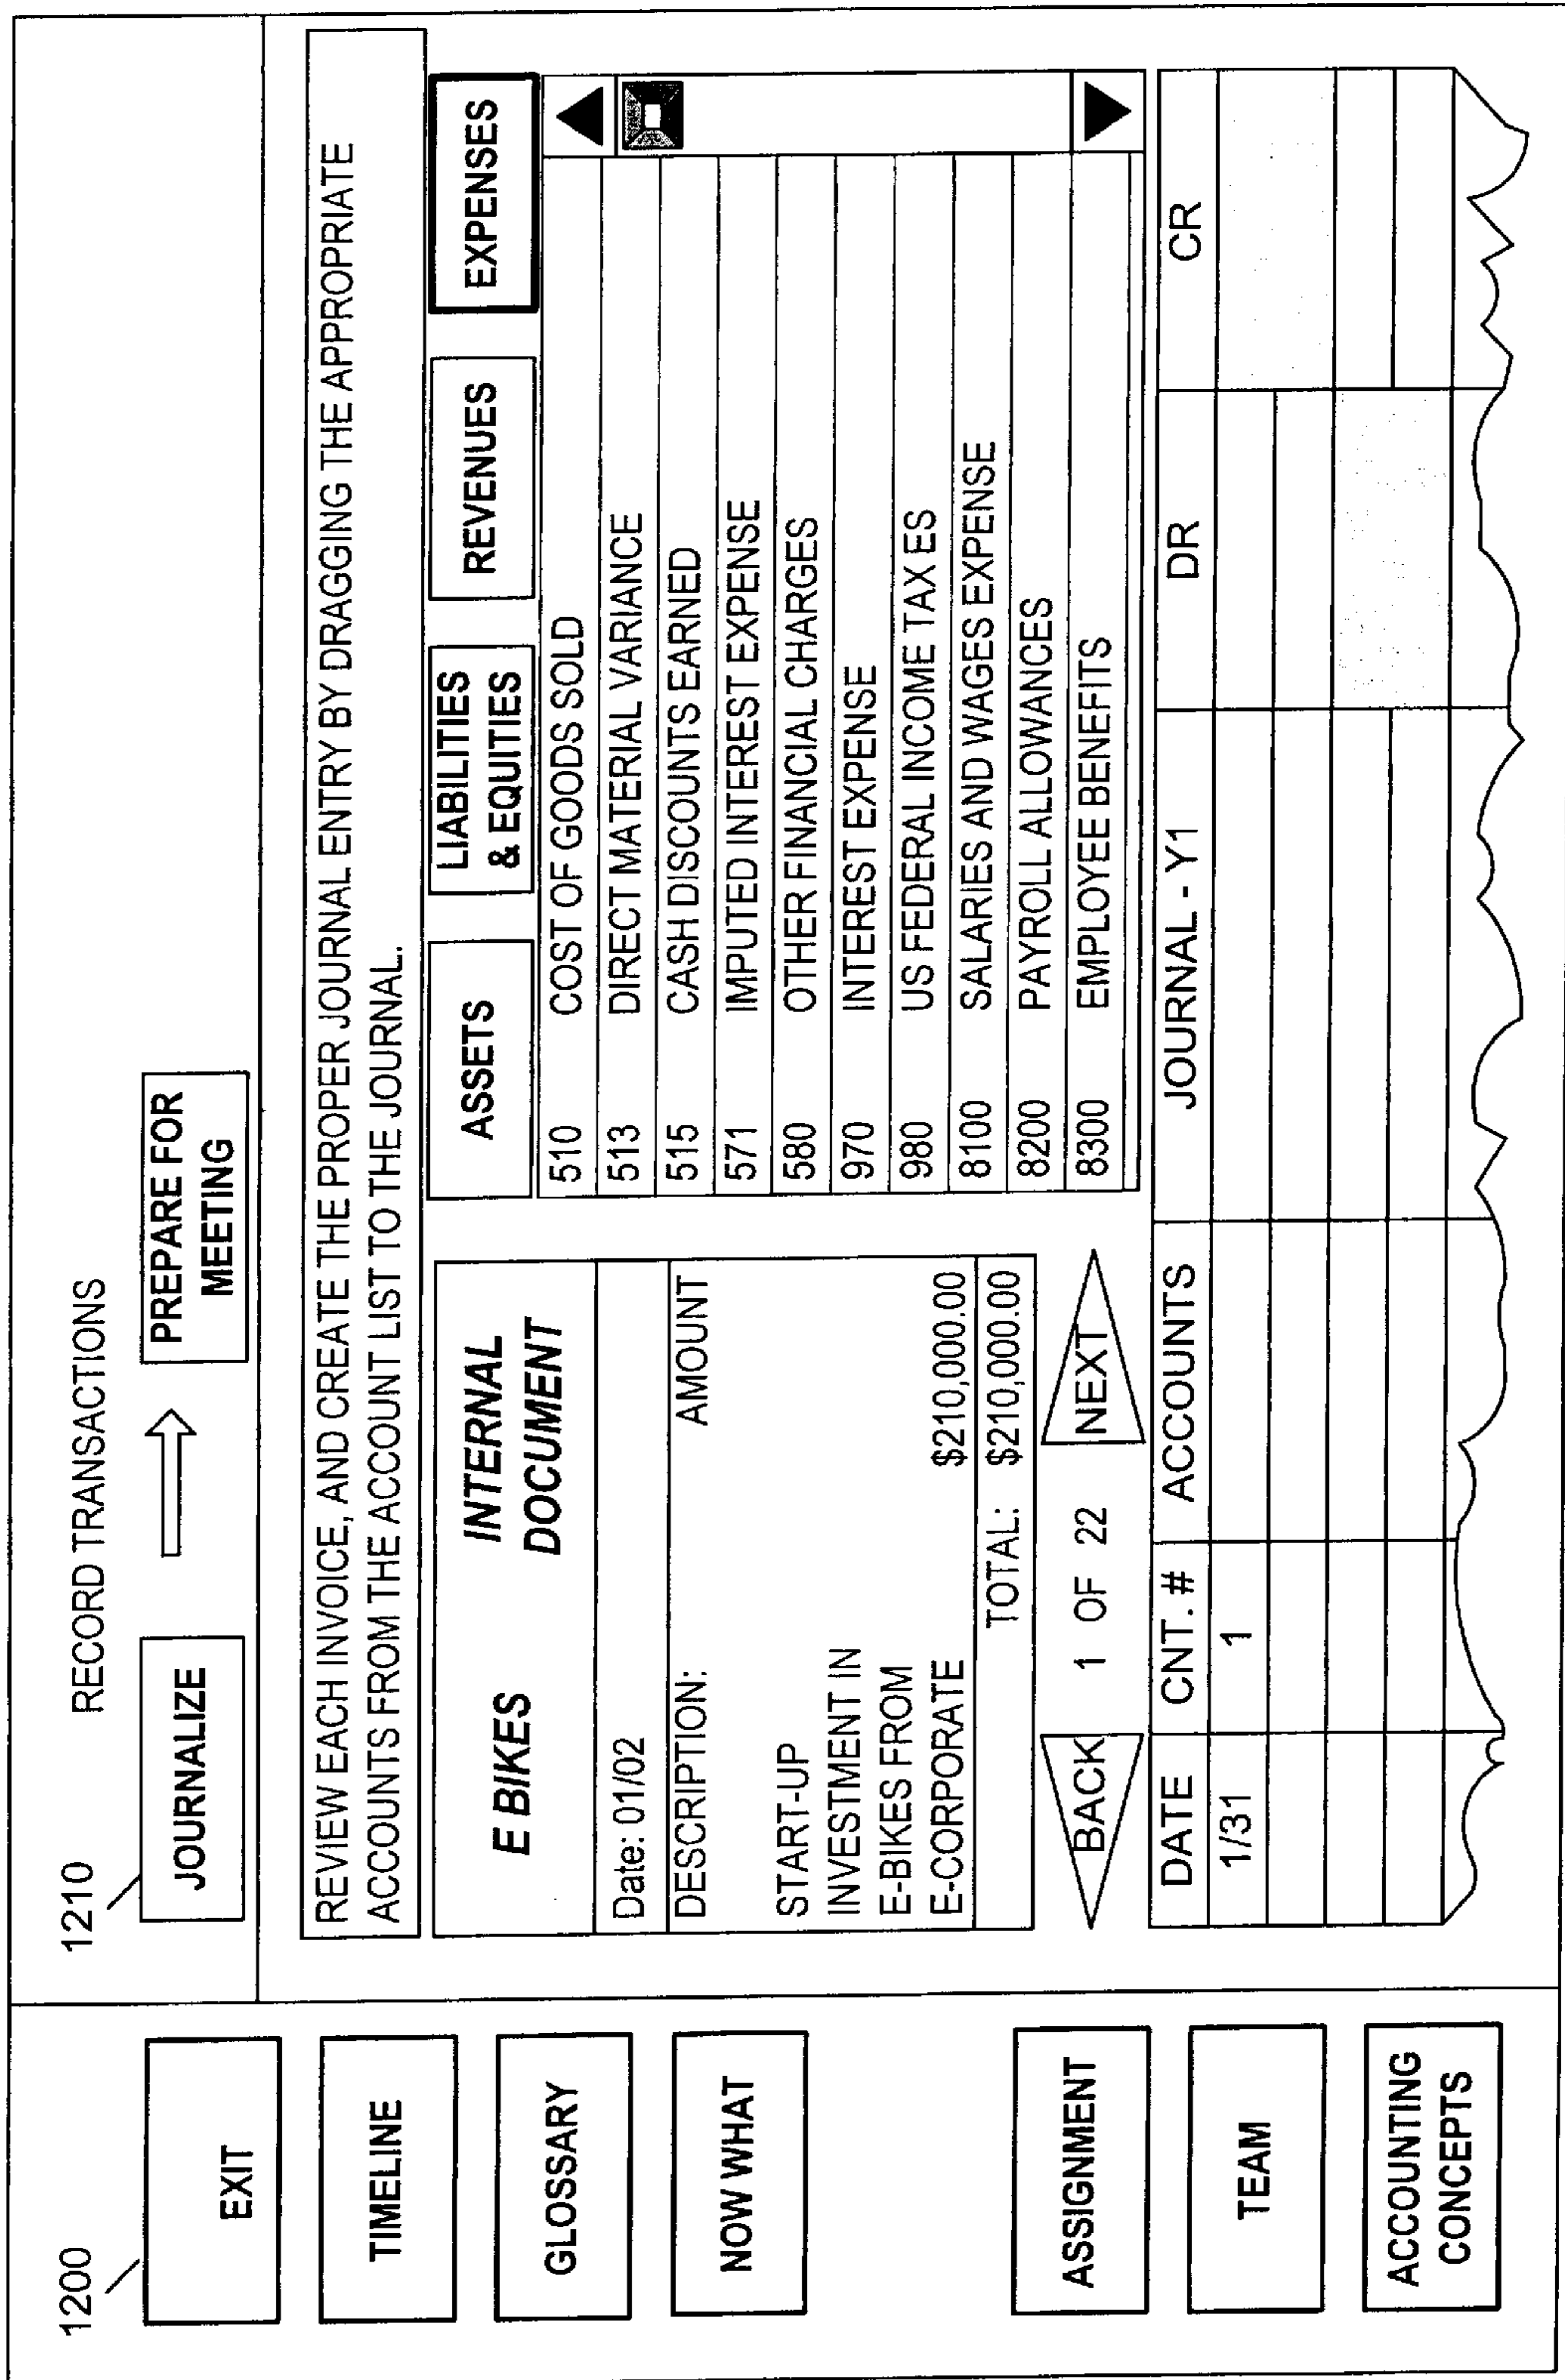 1200
EXIT
TIMELINE
GLOSSARY
NOW WHAT
ASSIGNMENT
TEAM
ACCOUNTING
CONCEPTS
1210
RECORD TRANSACTIONS
JOURNALIZE
PREPARE FOR
MEETING
REVIEW EACH INVOICE, AND CREATE THE PROPER JOURNAL ENTRY BY DRAGGING THE APPROPRIATE
ACCOUNTS FROM THE ACCOUNT LIST TO THE JOURNAL.
E BIKES INTERNAL
DOCUMENT
Date: 01/02
DESCRIPTION: AMOUNT
START-UP
INVESTMENT IN
E-BIKES FROM
E-CORPORATE $210,000.00
TOTAL: $210,000.00
BACK 1 OF 22 NEXT
ASSETS
LIABILITIES
& EQUITIES
REVENUES
EXPENSES
510 COST OF GOODS SOLD
513 DIRECT MATERIAL VARIANCE
515 CASH DISCOUNTS EARNED
571 IMPUTED INTEREST EXPENSE
580 OTHER FINANCIAL CHARGES
970 INTEREST EXPENSE
980 US FEDERAL INCOME TAX ES
8100 SALARIES AND WAGES EXPENSE
8200 PAYROLL ALLOWANCES
8300 EMPLOYEE BENEFITS
DATE CNT. # ACCOUNTS JOURNAL - Y1 DR CR
1/31 1